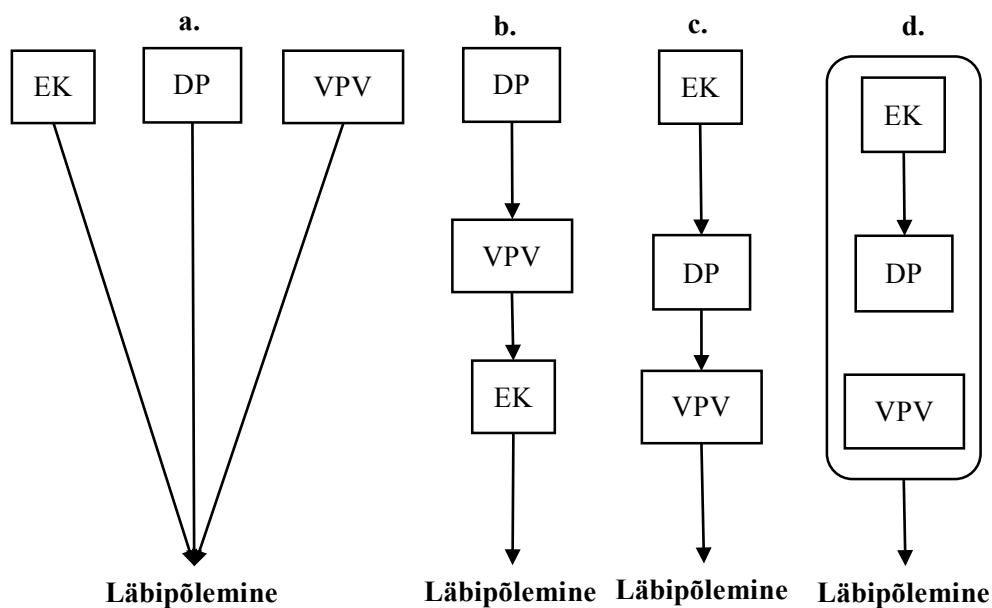 a.
EK DP VPV
Läbipõlemine
b.
DP
VPV
EK
Läbipõlemine
c.
EK
DP
VPV
Läbipõlemine
d.
EK
DP
VPV
Läbipõlemine